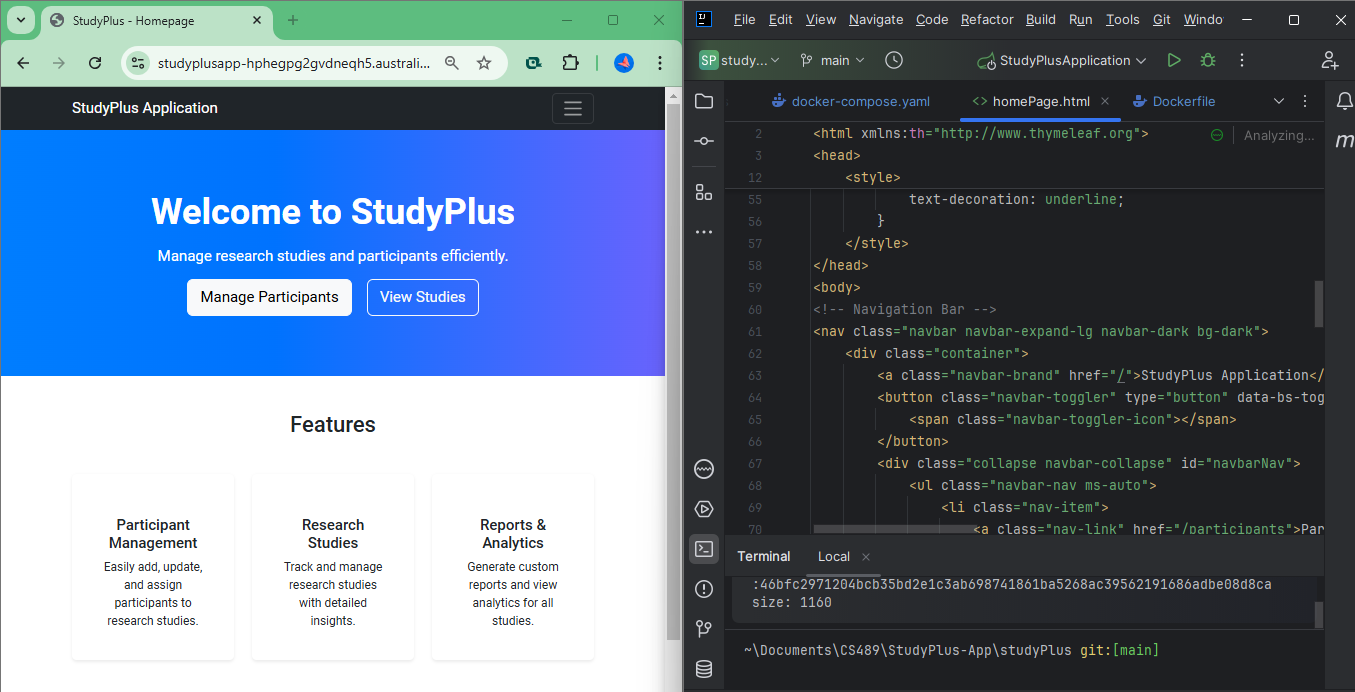 StudyPlus - Homepage
studyplusapp-hphegpg2gvdneqh5.australi...
StudyPlus Application
Welcome to StudyPlus
Manage research studies and participants efficiently.
Manage Participants
View Studies
Features
Participant
Management
Easily add, update,
and assign
participants to
research studies.
Research
Studies
Track and manage
research studies
with detailed
insights.
Reports &
Analytics
Generate custom
reports and view
analytics for all
studies.
File Edit View Navigate Code Refactor Build Run Tools Git Windo
SP study... main StudyPlusApplication
docker-compose.yaml homePage.html Dockerfile
Analyzing...
2 <html xmlns:th="http://www.thymeleaf.org">
3 <head>
12 <style>
55 text-decoration: underline;
56 }
57 </style>
58 </head>
59 <body>
60 <!-- Navigation Bar -->
61 <nav class="navbar navbar-expand-lg navbar-dark bg-dark">
62 <div class="container">
63 <a class="navbar-brand" href="/">StudyPlus Application</
64 <button class="navbar-toggler" type="button" data-bs-tog
65 <span class="navbar-toggler-icon"></span>
66 </button>
67 <div class="collapse navbar-collapse" id="navbarNav">
68 <ul class="navbar-nav ms-auto">
69 <li class="nav-item">
70 <a class="nav-link" href="/participants">Par
m
Terminal Local
:46bfc2971204bcb35bd2e1c3ab698741861ba5268ac39562191686adbe08d8ca
size: 1160
~\Documents\CS489\StudyPlus-App\studyPlus git:[main]